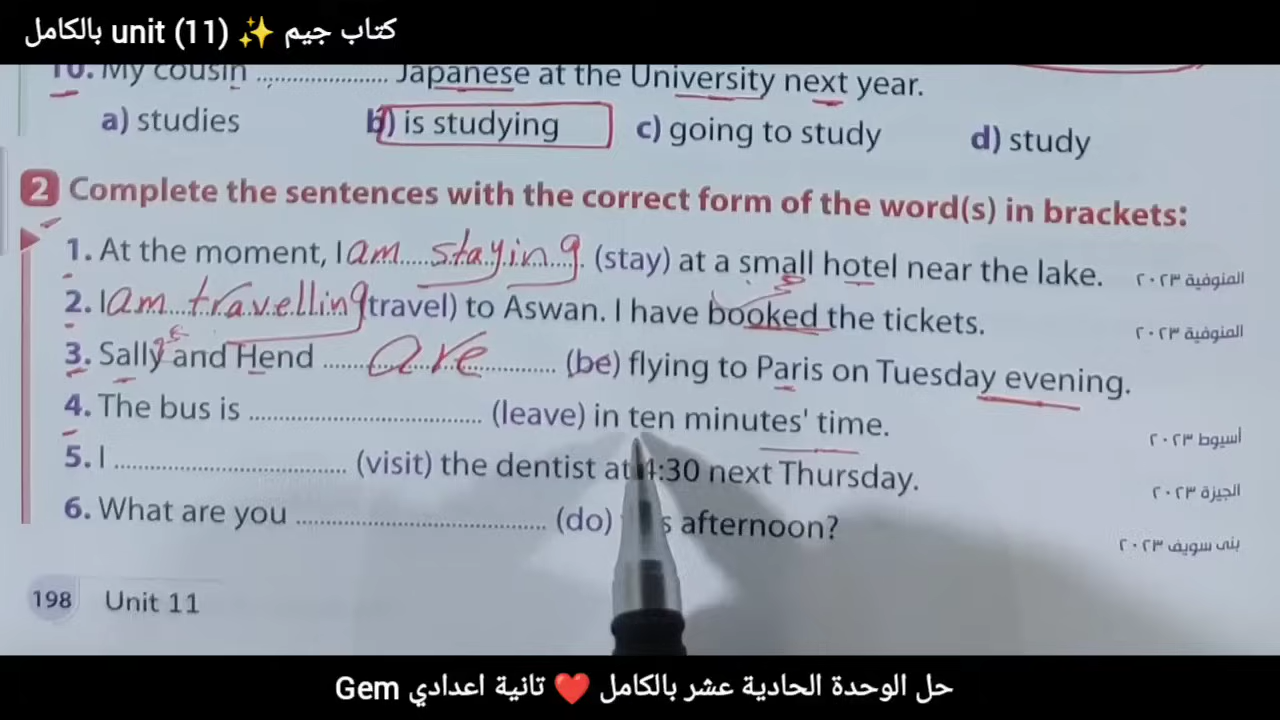 كتاب جيم ✨ unit (11) بالكامل
10. My cousin .................... Japanese at the University next year.
a) studies b) is studying c) going to study d) study
2 Complete the sentences with the correct form of the word(s) in brackets:
1. At the moment, I am staying (stay) at a small hotel near the lake. المنوفية ٢٠٢٣
2. I am travelling (travel) to Aswan. I have booked the tickets. المنوفية ٢٠٢٣
3. Sally and Hend ........ are ........ (be) flying to Paris on Tuesday evening.
4. The bus is .................................... (leave) in ten minutes' time. أسيوط ٢٠٢٣
5. I .................................... (visit) the dentist at 4:30 next Thursday. الجيزة ٢٠٢٣
6. What are you ....................................... (do) afternoon? بنى سويف ٢٠٢٣
198 Unit 11
حل الوحدة الحادية عشر بالكامل ❤️ تانية اعدادي Gem